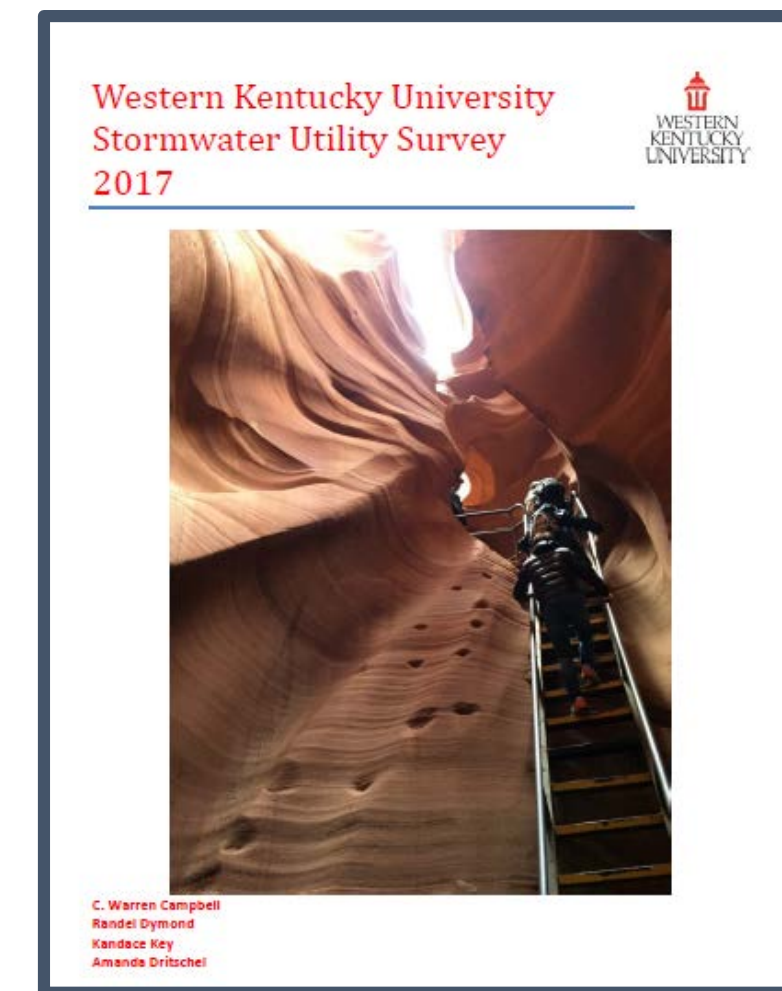 Western Kentucky University
Stormwater Utility Survey
2017
WESTERN
KENTUCKY
UNIVERSITY
C. Warren Campbell
Randel Dymond
Kandace Key
Amanda Dritschel